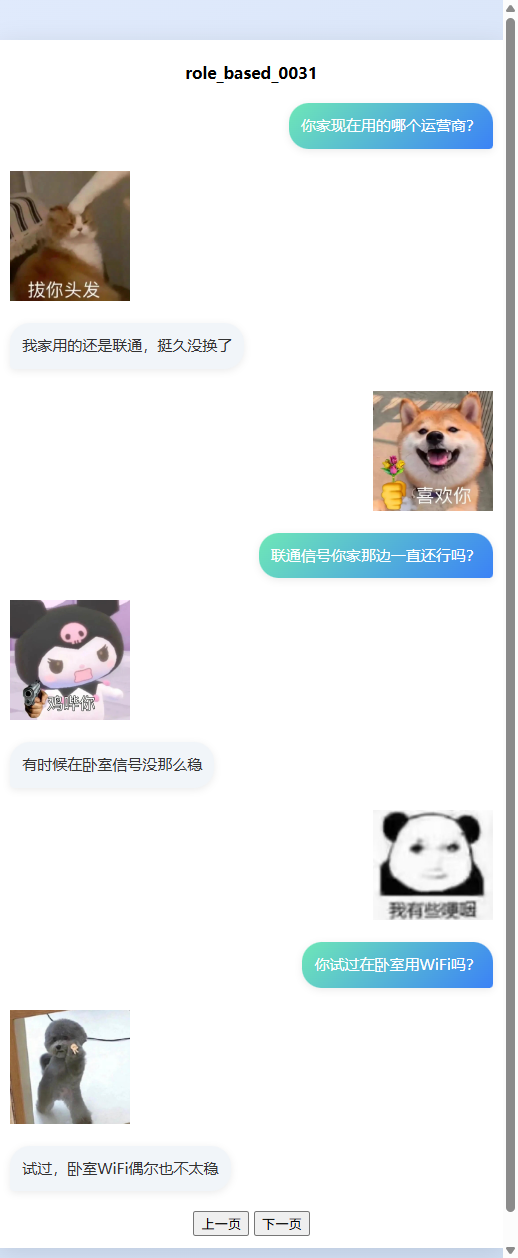 role_based_0031
你家现在用的哪个运营商？
拔你头发
我家用的还是联通，挺久没换了
喜欢你
联通信号你家那边一直还行吗？
鸡哔你
有时候在卧室信号没那么稳
我有些哽咽
你试过在卧室用WiFi吗？
试过，卧室WiFi偶尔也不太稳
上一页 下一页